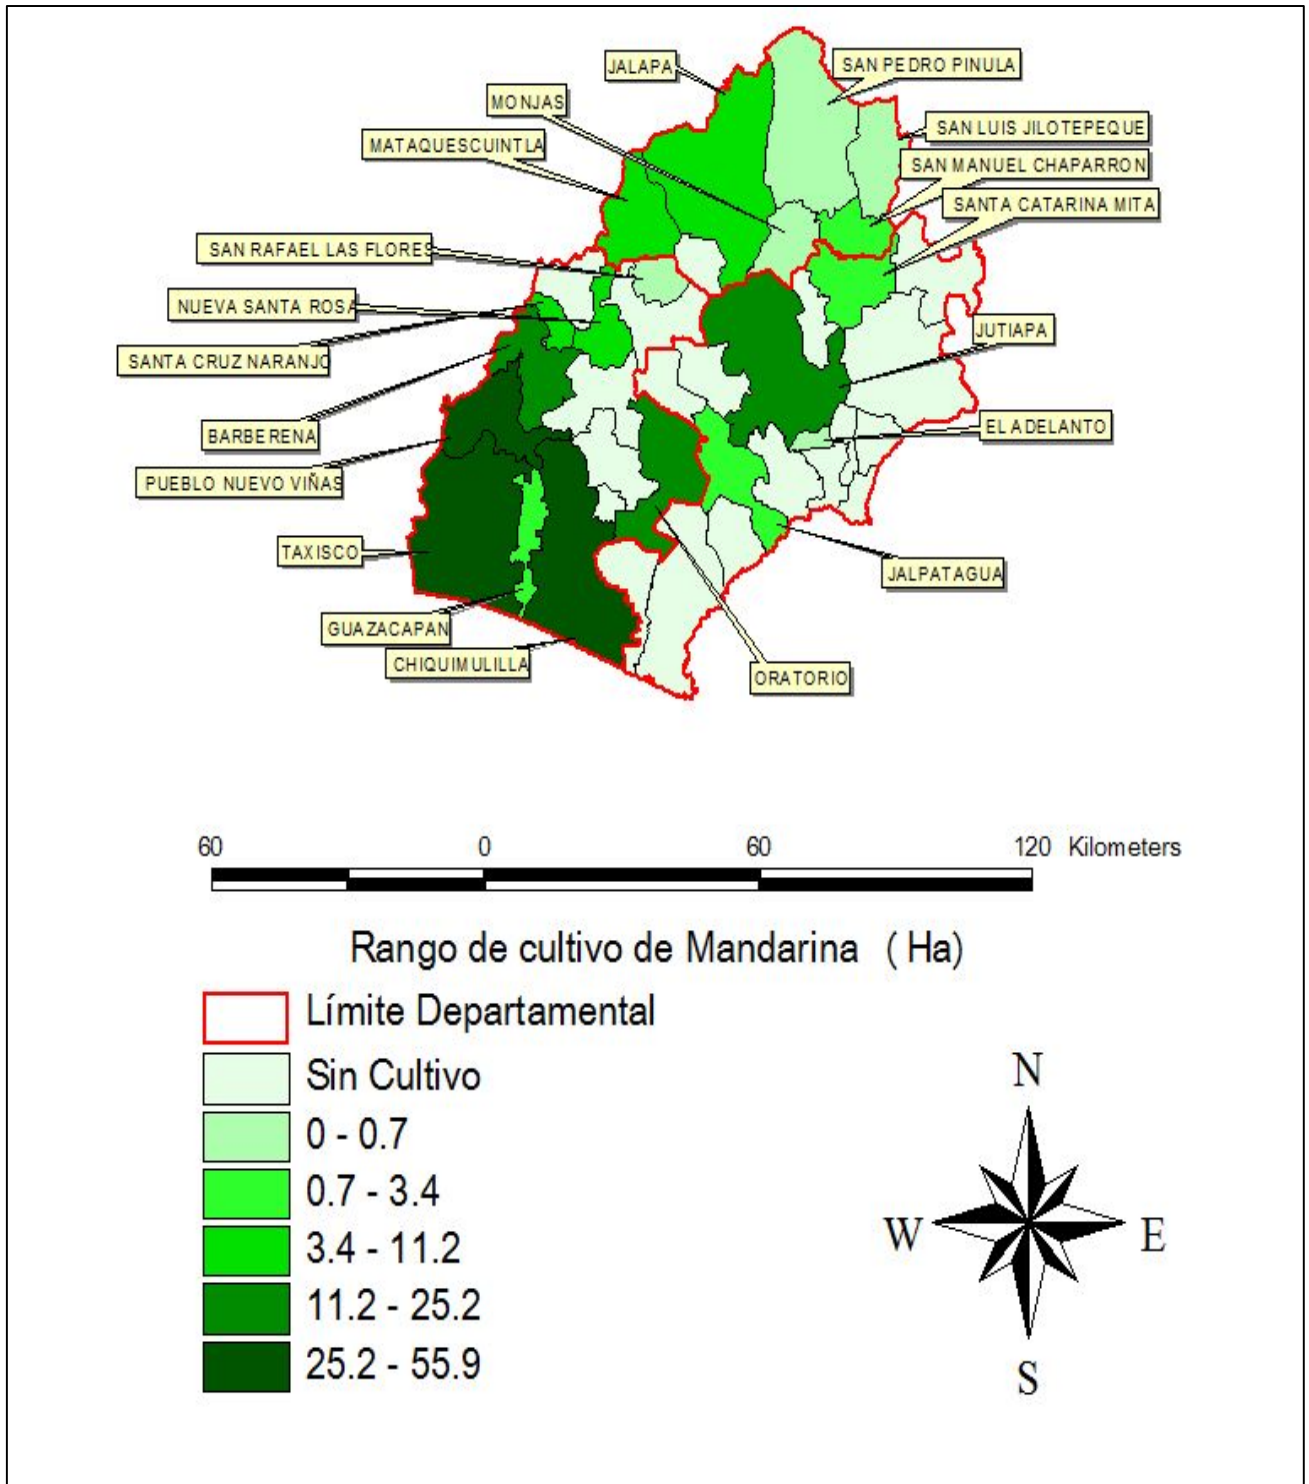 JALAPA
SAN PEDRO PINULA
MONJAS
SAN LUIS JILOTEPEQUE
MATAQUESCUINTLA
SAN MANUEL CHAPARRON
SANTA CATARINA MITA
SAN RAFAEL LAS FLORES
NUEVA SANTA ROSA
JUTIAPA
SANTA CRUZ NARANJO
EL ADELANTO
BARBERENA
PUEBLO NUEVO VIÑAS
TAXISCO
JALPATAGUA
GUAZACAPAN
CHIQUIMULILLA
ORATORIO
60 0 60 120 Kilometers
Rango de cultivo de Mandarina ( Ha)
Límite Departamental
Sin Cultivo
0 - 0.7
0.7 - 3.4
3.4 - 11.2
11.2 - 25.2
25.2 - 55.9
N
W E
S